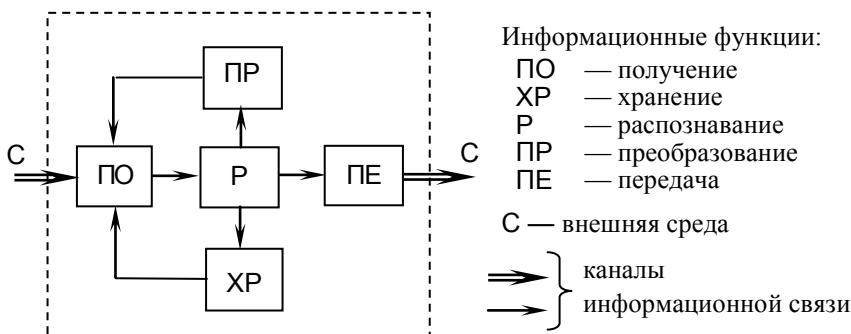 ПР
С
ПО
Р
ПЕ
С
ХР
Информационные функции:
ПО — получение
ХР — хранение
Р — распознавание
ПР — преобразование
ПЕ — передача
С — внешняя среда
каналы
информационной связи